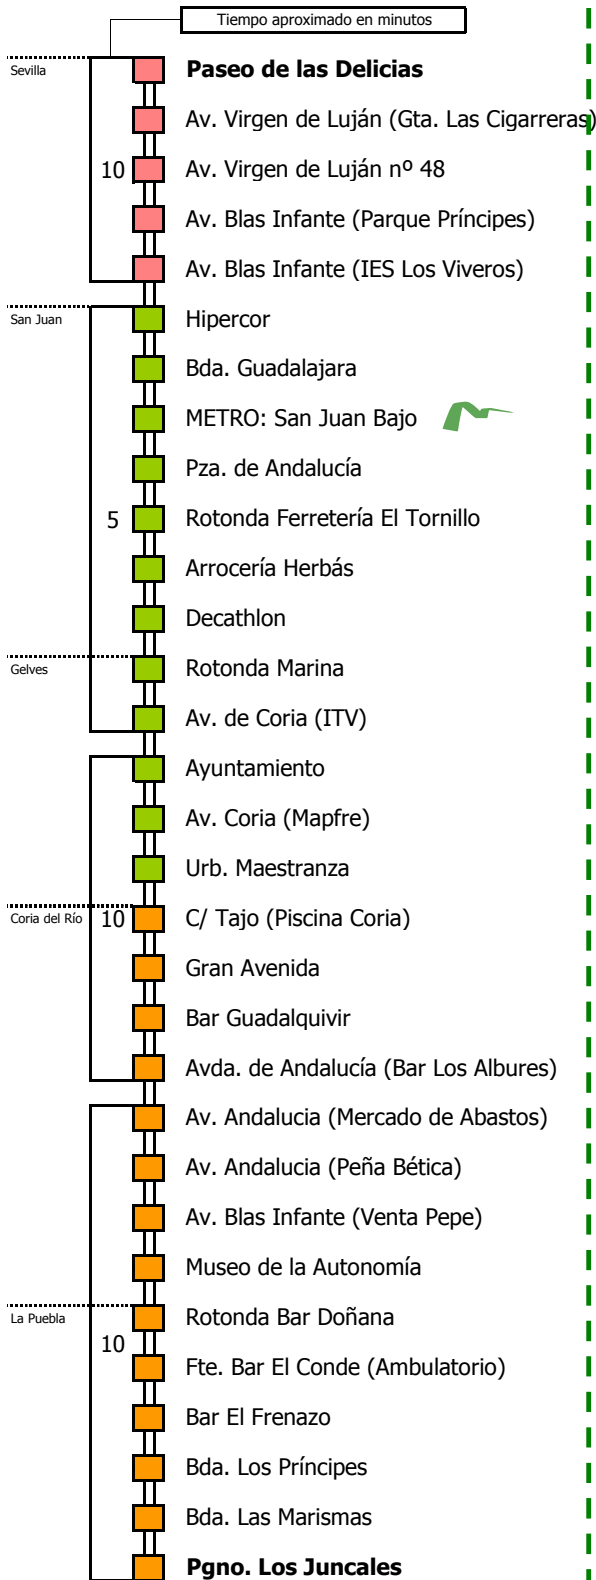 Tiempo aproximado en minutos
Sevilla
Paseo de las Delicias
Av. Virgen de Luján (Gta. Las Cigarreras)
10
Av. Virgen de Luján nº 48
Av. Blas Infante (Parque Príncipes)
Av. Blas Infante (IES Los Viveros)
San Juan
Hipercor
Bda. Guadalajara
METRO: San Juan Bajo
Pza. de Andalucía
5
Rotonda Ferretería El Tornillo
Arrocería Herbás
Decathlon
Gelves
Rotonda Marina
Av. de Coria (ITV)
Ayuntamiento
Av. Coria (Mapfre)
Urb. Maestranza
Coria del Río
10
C/ Tajo (Piscina Coria)
Gran Avenida
Bar Guadalquivir
Avda. de Andalucía (Bar Los Albures)
Av. Andalucia (Mercado de Abastos)
Av. Andalucia (Peña Bética)
Av. Blas Infante (Venta Pepe)
Museo de la Autonomía
La Puebla
Rotonda Bar Doñana
10
Fte. Bar El Conde (Ambulatorio)
Bar El Frenazo
Bda. Los Príncipes
Bda. Las Marismas
Pgno. Los Juncales